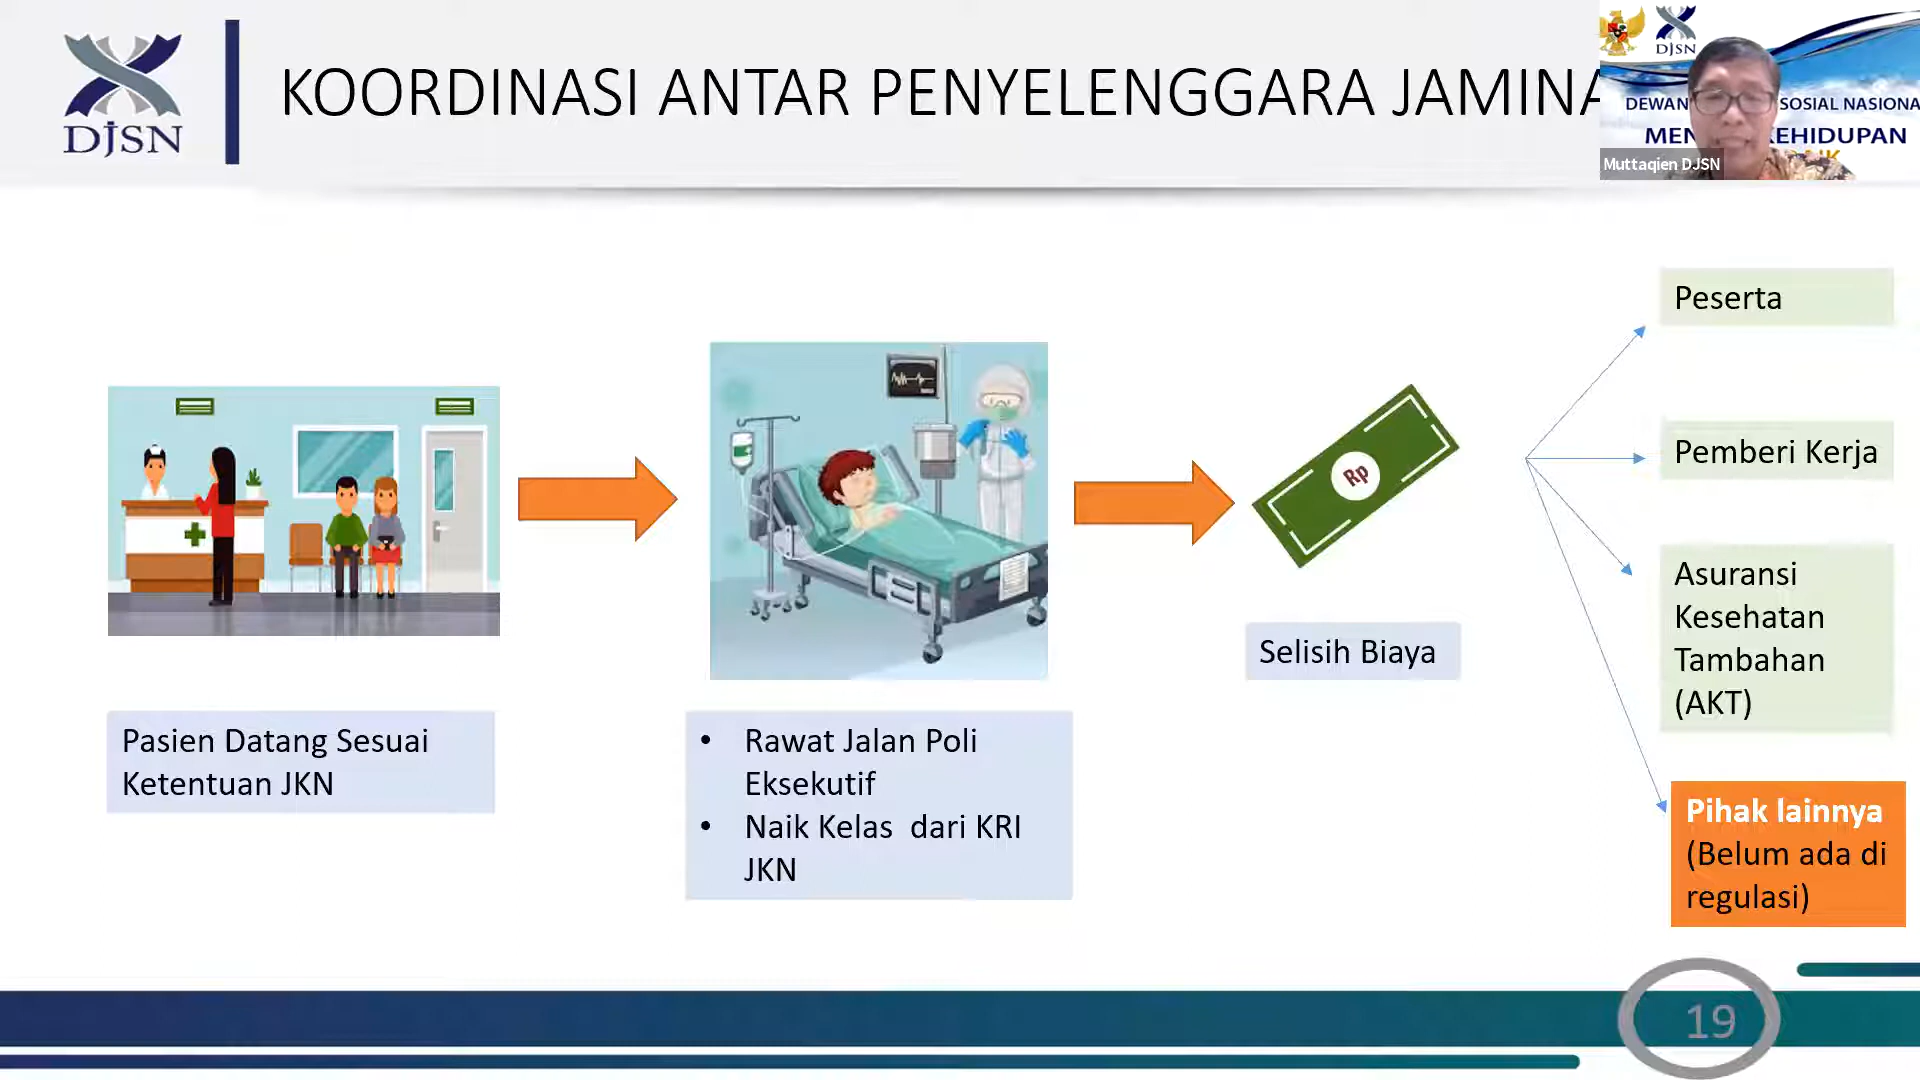 DJSN
KOORDINASI ANTAR PENYELENGGARA JAMINA
DJSN
DEWAN SOSIAL NASIONA
MEN KEHIDUPAN
Muttaqien DJSN
Rp
Pasien Datang Sesuai
Ketentuan JKN
• Rawat Jalan Poli
Eksekutif
• Naik Kelas dari KRI
JKN
Selisih Biaya
Peserta
Pemberi Kerja
Asuransi
Kesehatan
Tambahan
(AKT)
Pihak lainnya
(Belum ada di
regulasi)
19